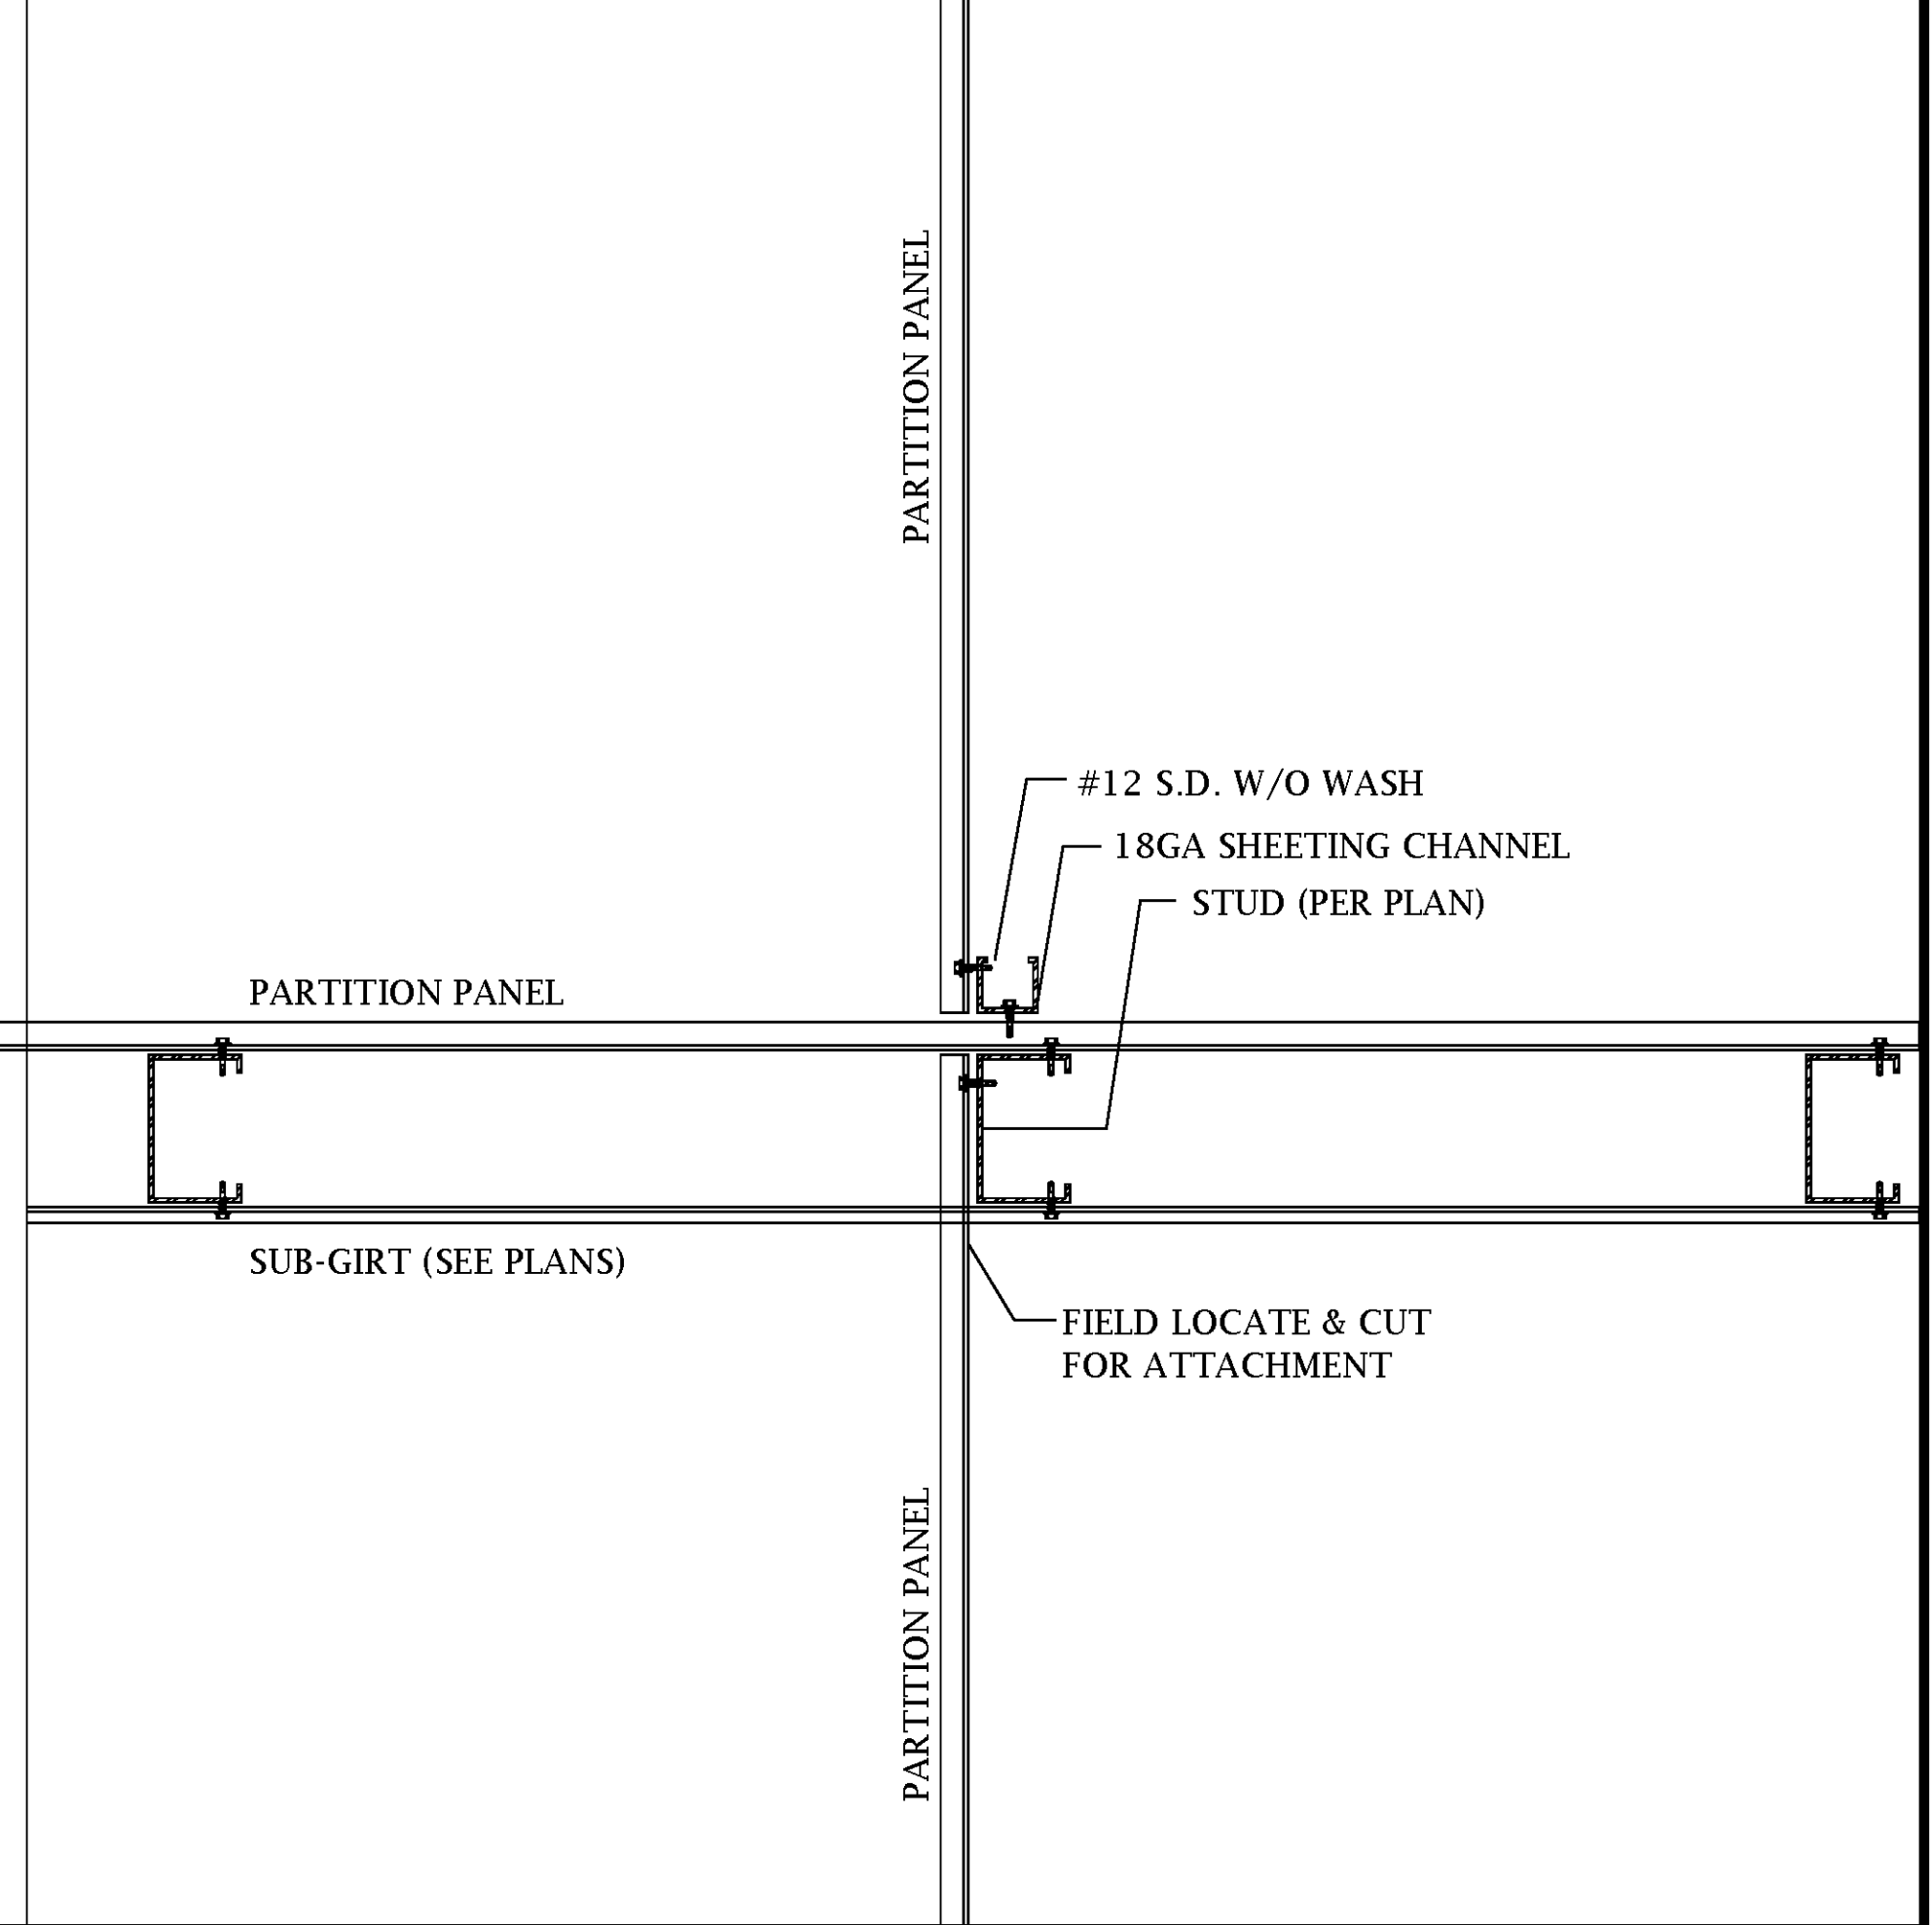 PARTITION PANEL
#12 S.D. W/O WASH
18GA SHEETING CHANNEL
STUD (PER PLAN)
PARTITION PANEL
SUB-GIRT (SEE PLANS)
FIELD LOCATE & CUT
FOR ATTACHMENT
PARTITION PANEL